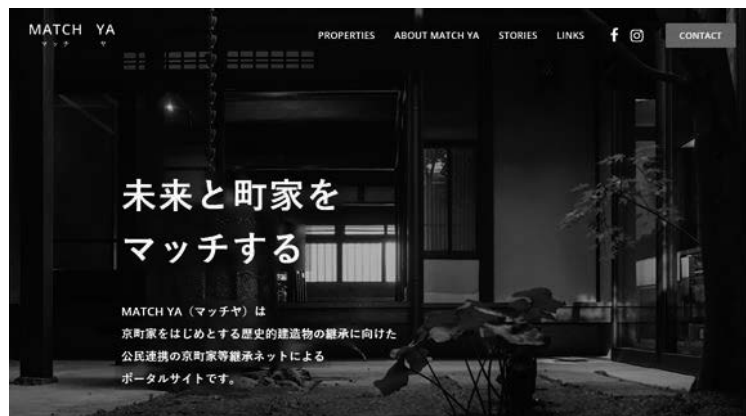 MATCH YA
マッチ ヤ
PROPERTIES ABOUT MATCH YA STORIES LINKS CONTACT
未来と町家を
マッチする
MATCH YA（マッチヤ）は
京町家をはじめとする歴史的建造物の継承に向けた
公民連携の京町家等継承ネットによる
ポータルサイトです。